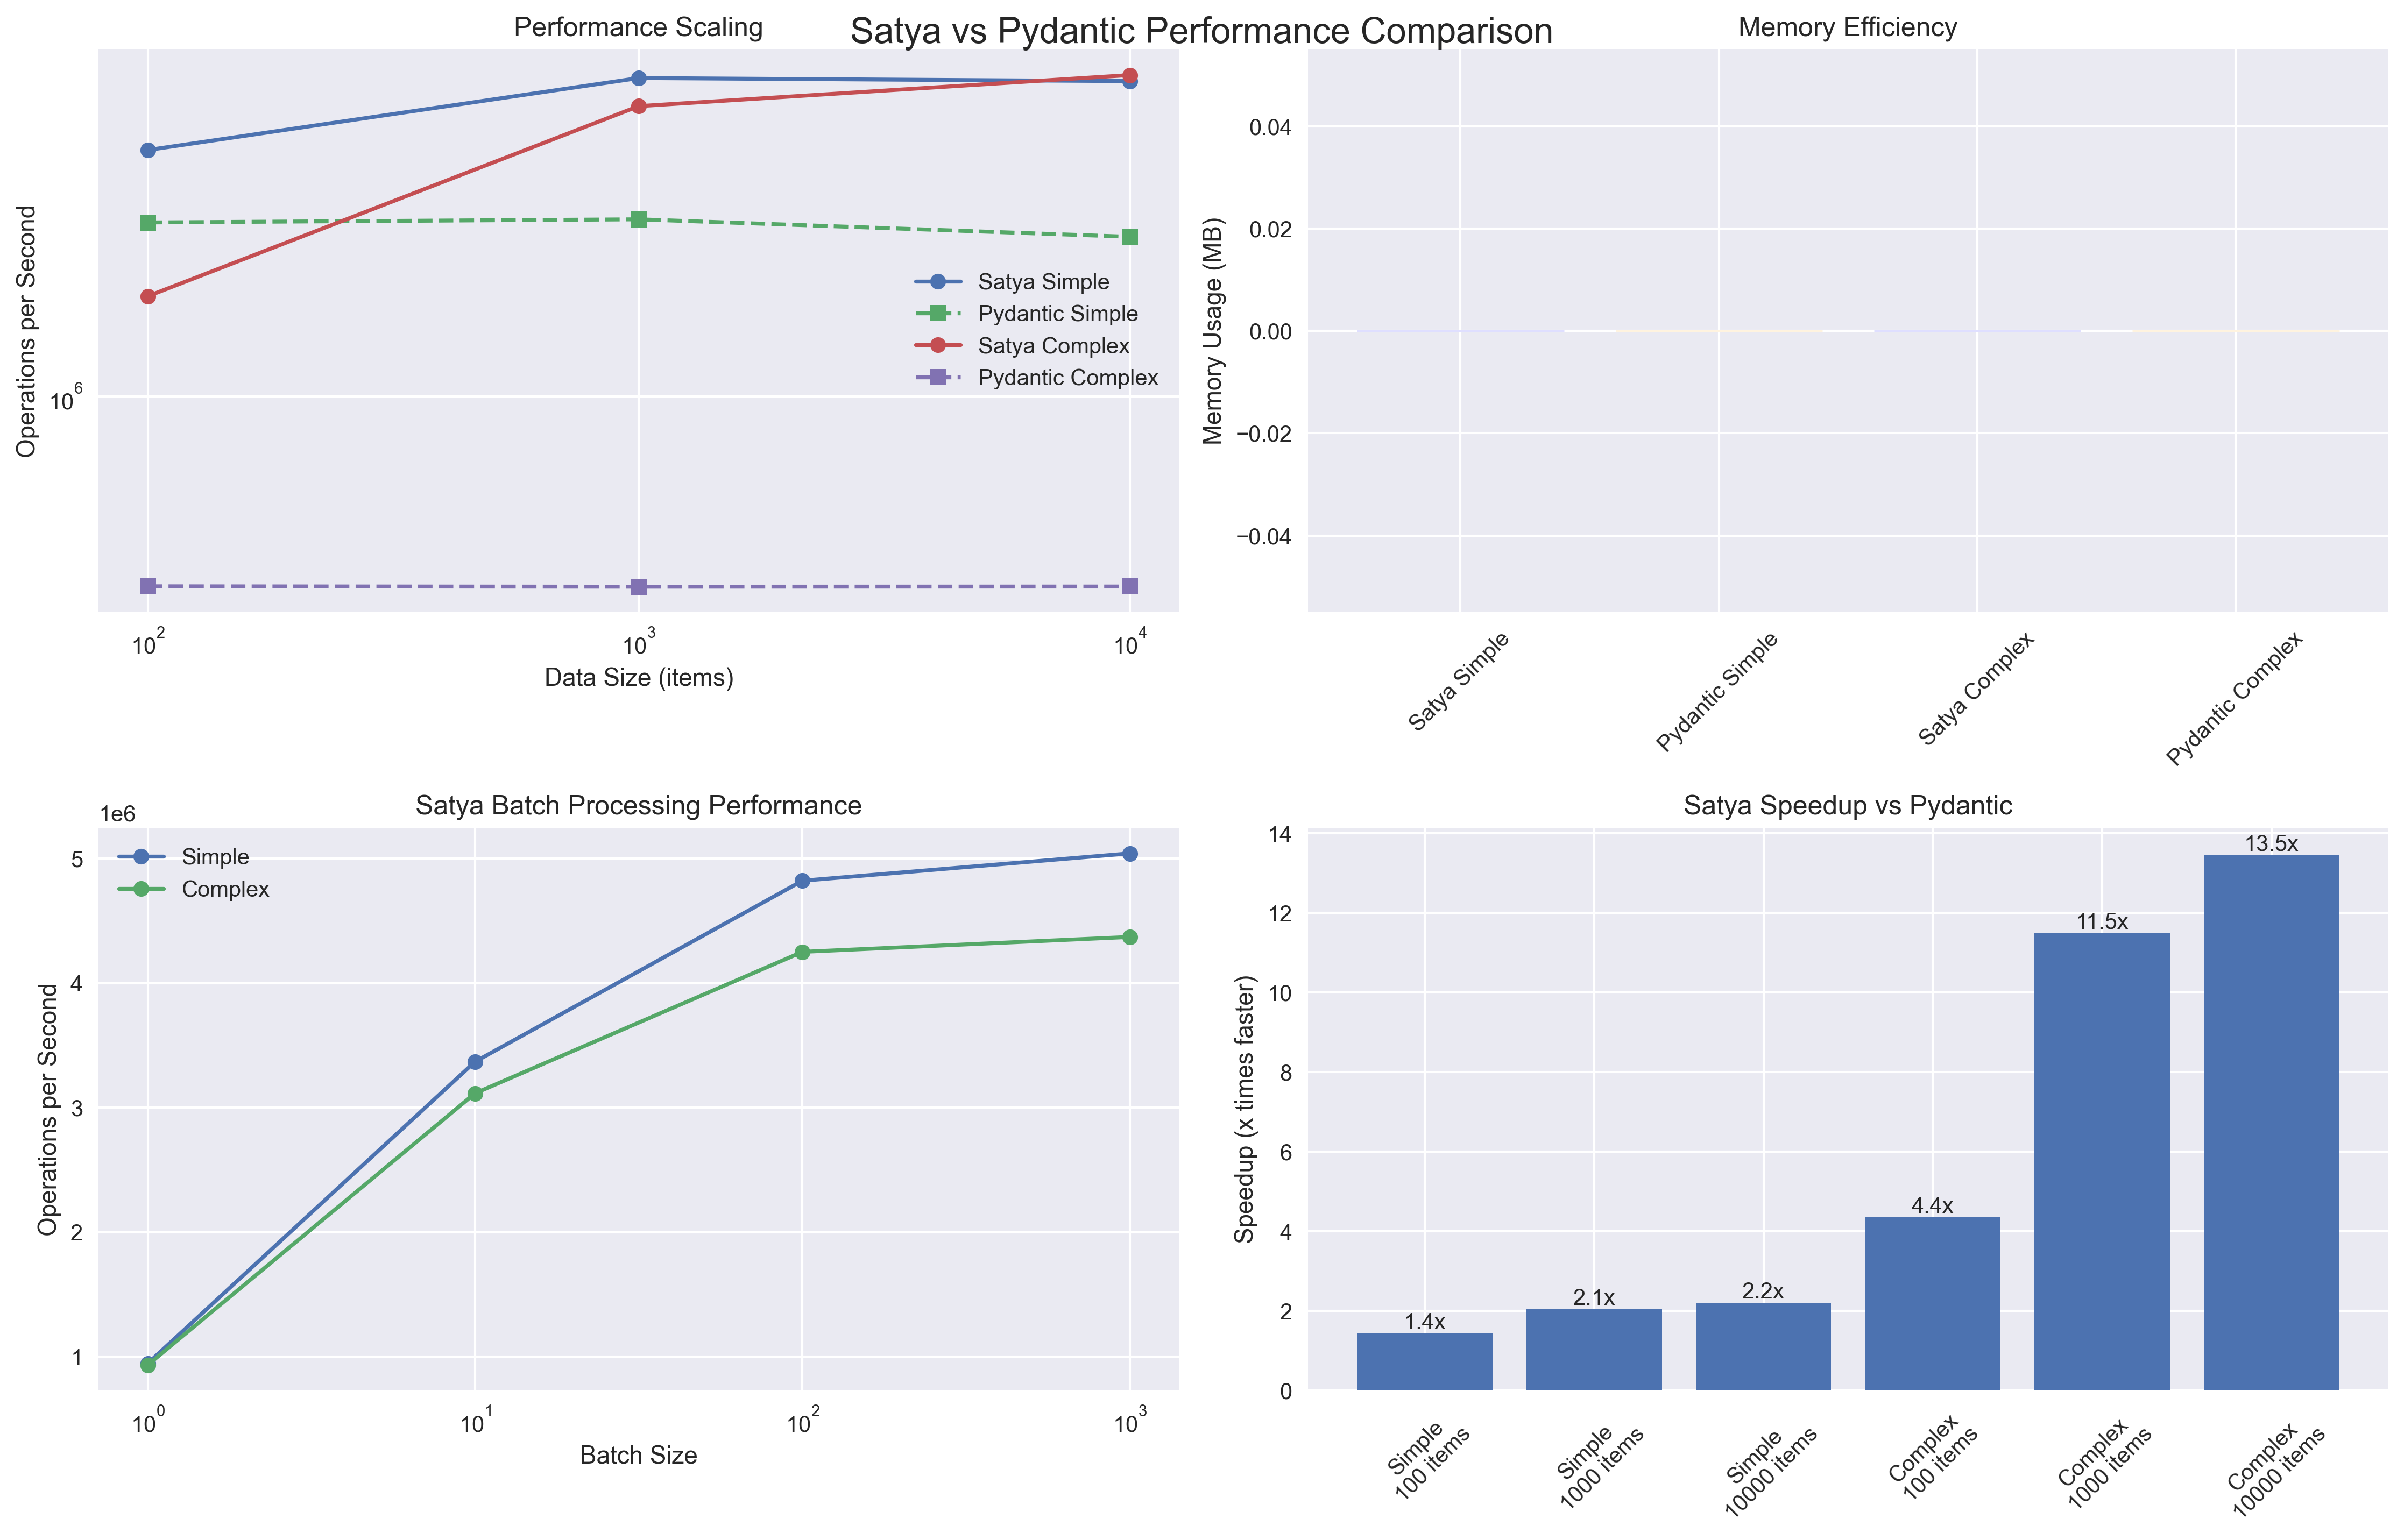 Satya vs Pydantic Performance Comparison
Performance Scaling
Operations per Second
10^6
Satya Simple
Pydantic Simple
Satya Complex
Pydantic Complex
10^2 10^3 10^4
Data Size (items)
Memory Efficiency
Memory Usage (MB)
0.04
0.02
0.00
−0.02
−0.04
Satya Simple
Pydantic Simple
Satya Complex
Pydantic Complex
Satya Batch Processing Performance
1e6
Operations per Second
5
4
3
2
1
Simple
Complex
10^0 10^1 10^2 10^3
Batch Size
Satya Speedup vs Pydantic
Speedup (x times faster)
14
12
10
8
6
4
2
0
1.4x
2.1x
2.2x
4.4x
11.5x
13.5x
Simple
100 items
Simple
1000 items
Simple
10000 items
Complex
100 items
Complex
1000 items
Complex
10000 items